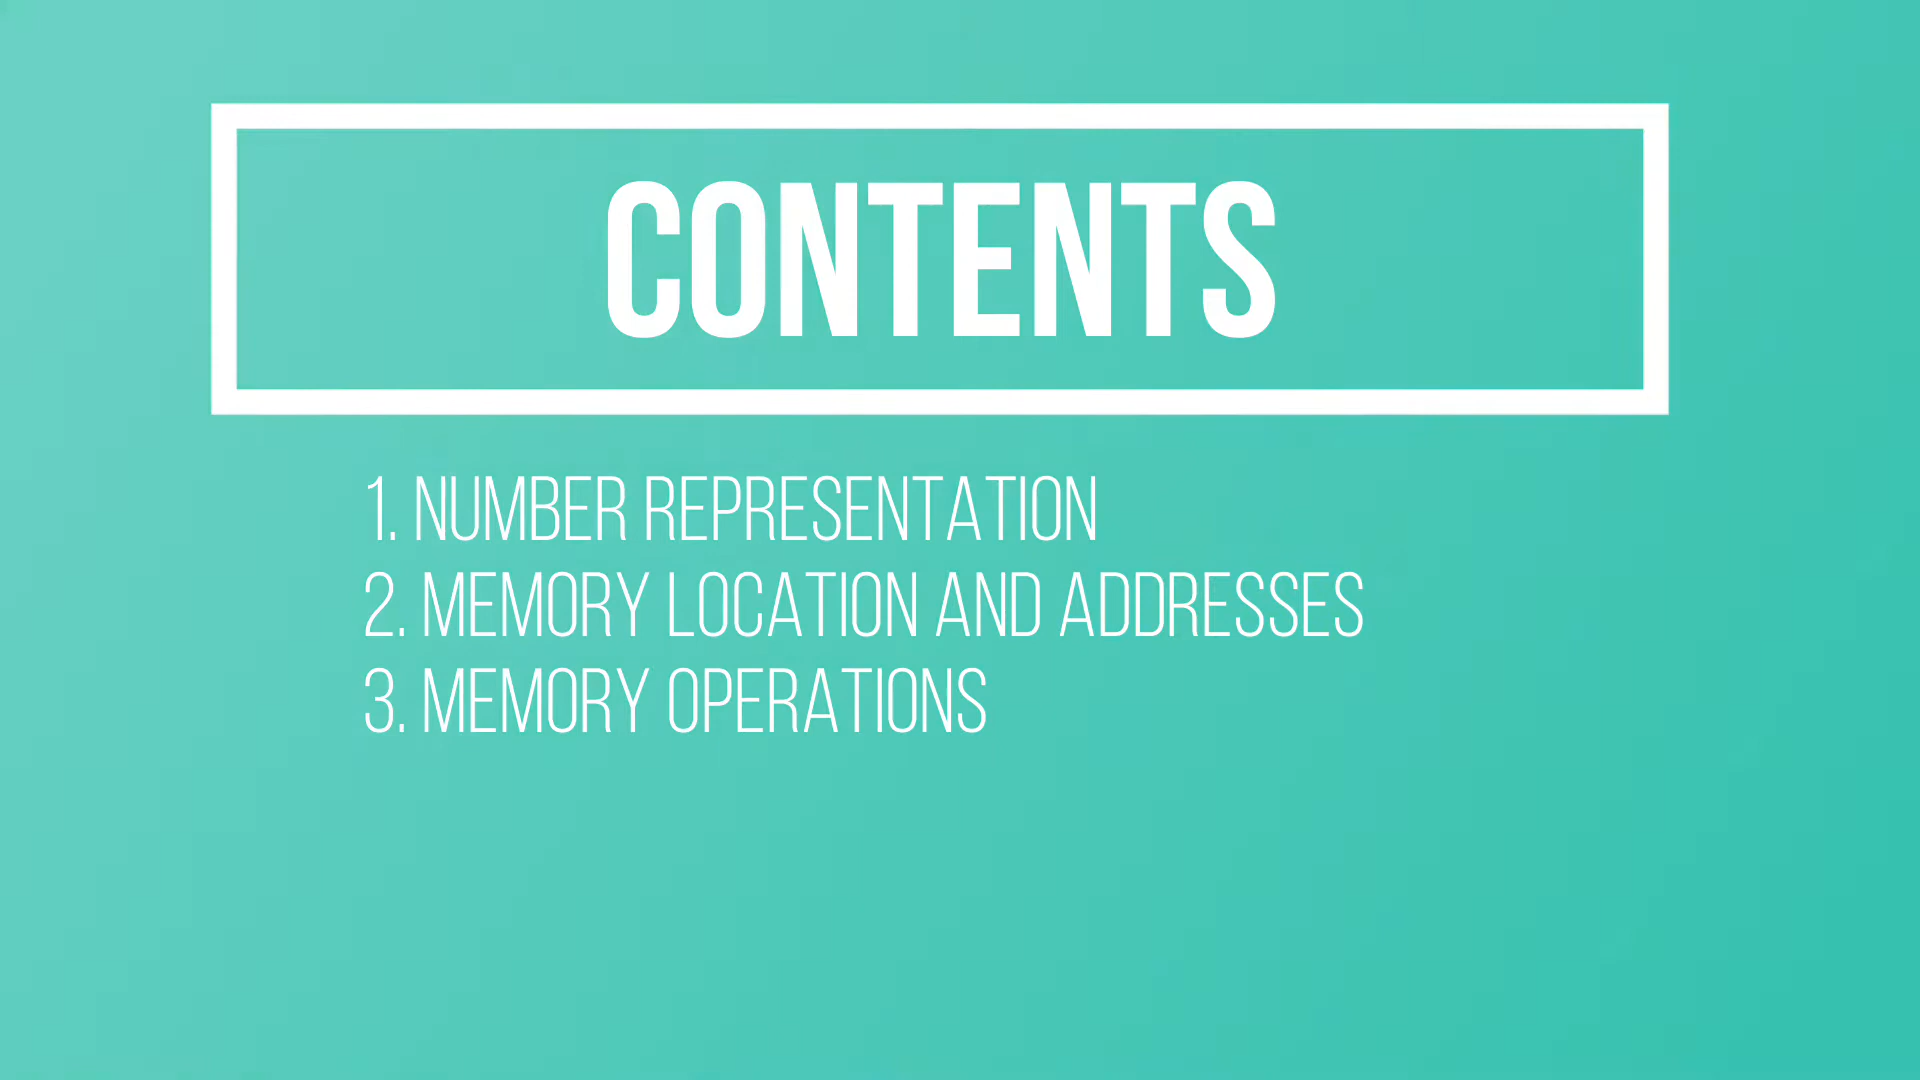 CONTENTS
1. NUMBER REPRESENTATION
2. MEMORY LOCATION AND ADDRESSES
3. MEMORY OPERATIONS